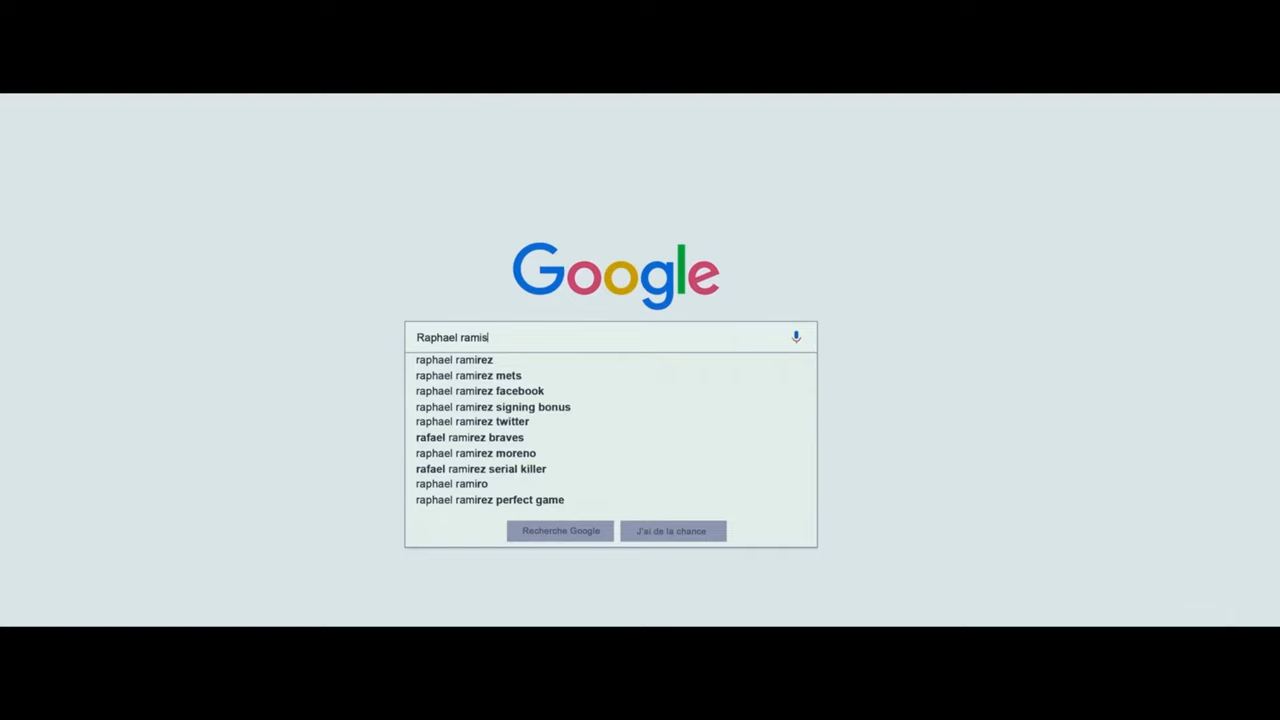 Google
Raphael ramis
raphael ramirez
raphael ramirez mets
raphael ramirez facebook
raphael ramirez signing bonus
raphael ramirez twitter
rafael ramirez braves
raphael ramirez moreno
rafael ramirez serial killer
raphael ramiro
raphael ramirez perfect game
Recherche Google
J'ai de la chance